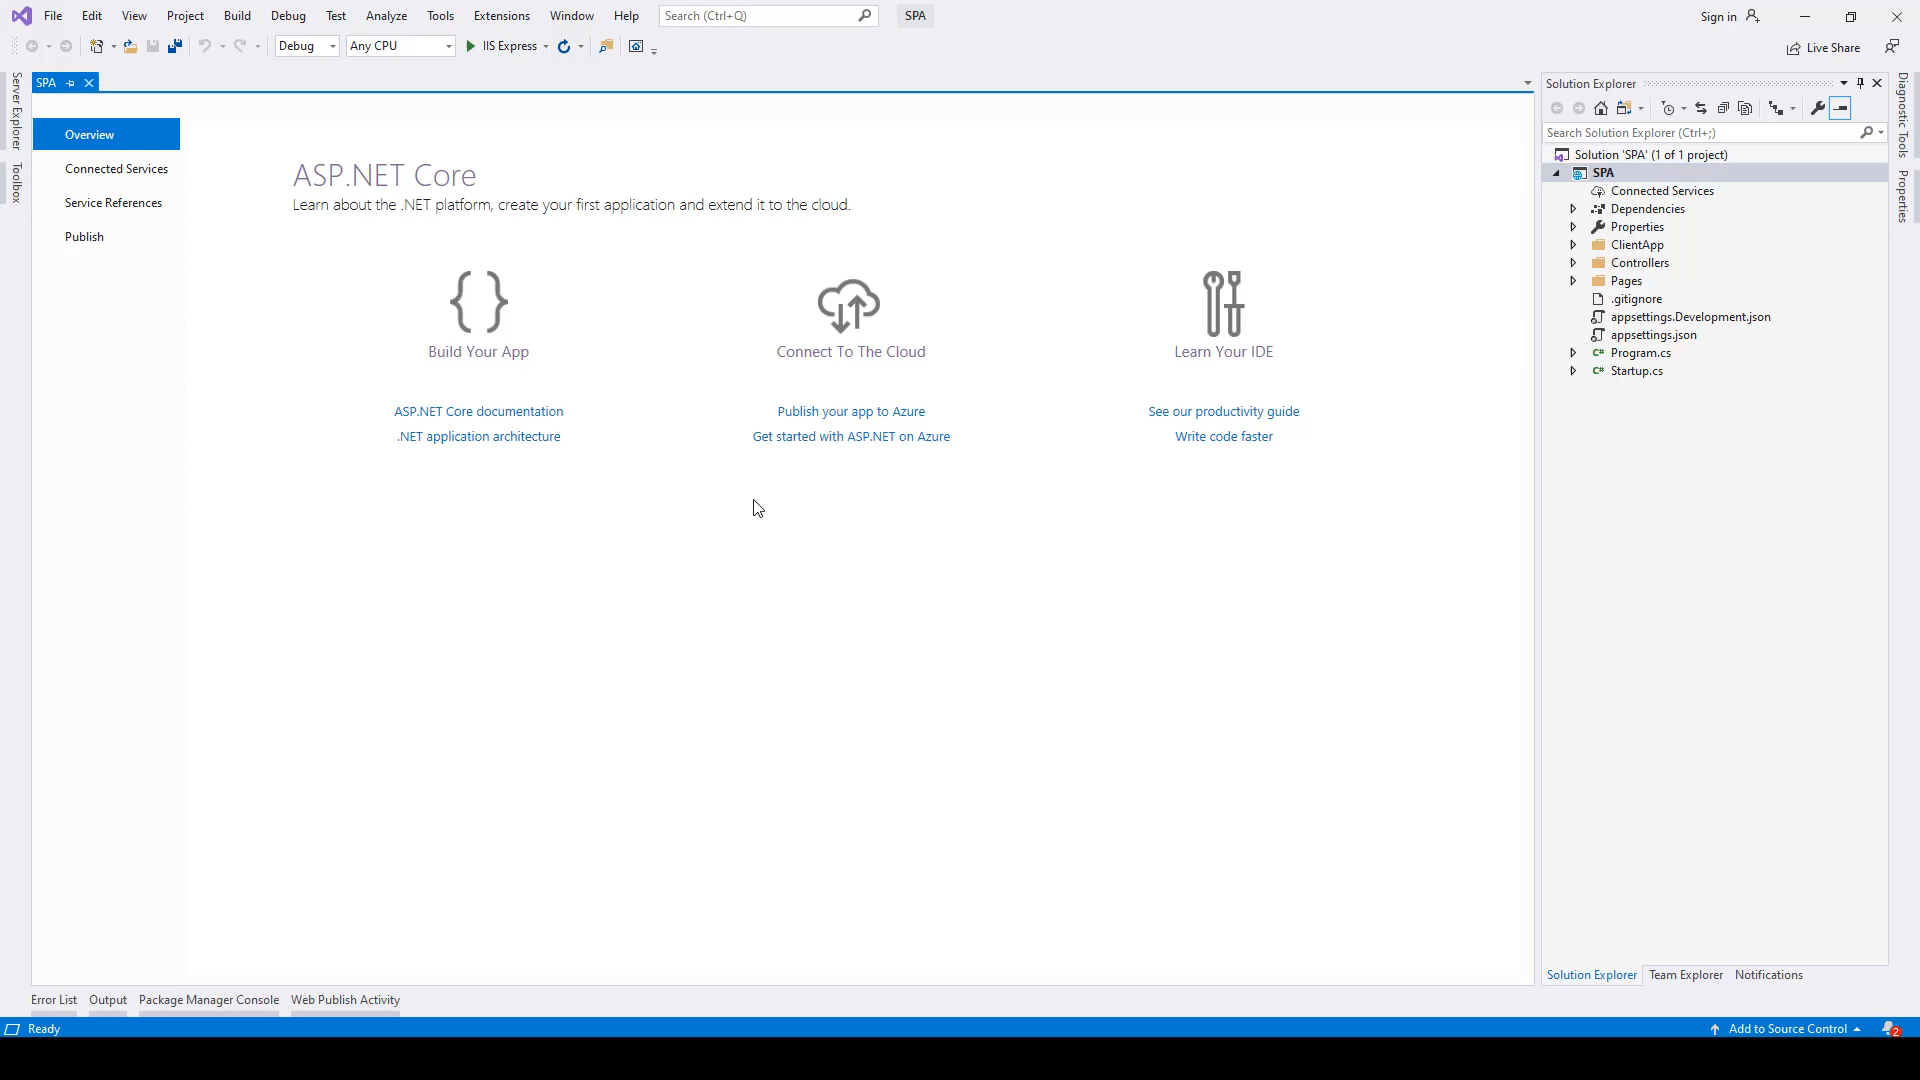 File Edit View Project Build Debug Test Analyze Tools Extensions Window Help Search (Ctrl+Q) SPA Sign in
Debug Any CPU IIS Express Live Share
Server Explorer
Toolbox
SPA
Overview
Connected Services
Service References
Publish
ASP.NET Core
Learn about the .NET platform, create your first application and extend it to the cloud.
Build Your App
ASP.NET Core documentation
.NET application architecture
Connect To The Cloud
Publish your app to Azure
Get started with ASP.NET on Azure
Learn Your IDE
See our productivity guide
Write code faster
Solution Explorer
Search Solution Explorer (Ctrl+;)
Solution 'SPA' (1 of 1 project)
SPA
Connected Services
Dependencies
Properties
ClientApp
Controllers
Pages
.gitignore
appsettings.Development.json
appsettings.json
C# Program.cs
C# Startup.cs
Solution Explorer Team Explorer Notifications
Diagnostic Tools
Properties
Error List Output Package Manager Console Web Publish Activity
Ready Add to Source Control 2